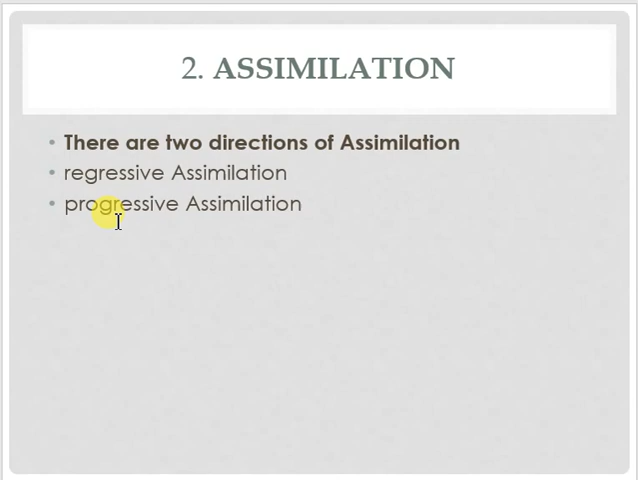 2. ASSIMILATION
• There are two directions of Assimilation
• regressive Assimilation
• progressive Assimilation